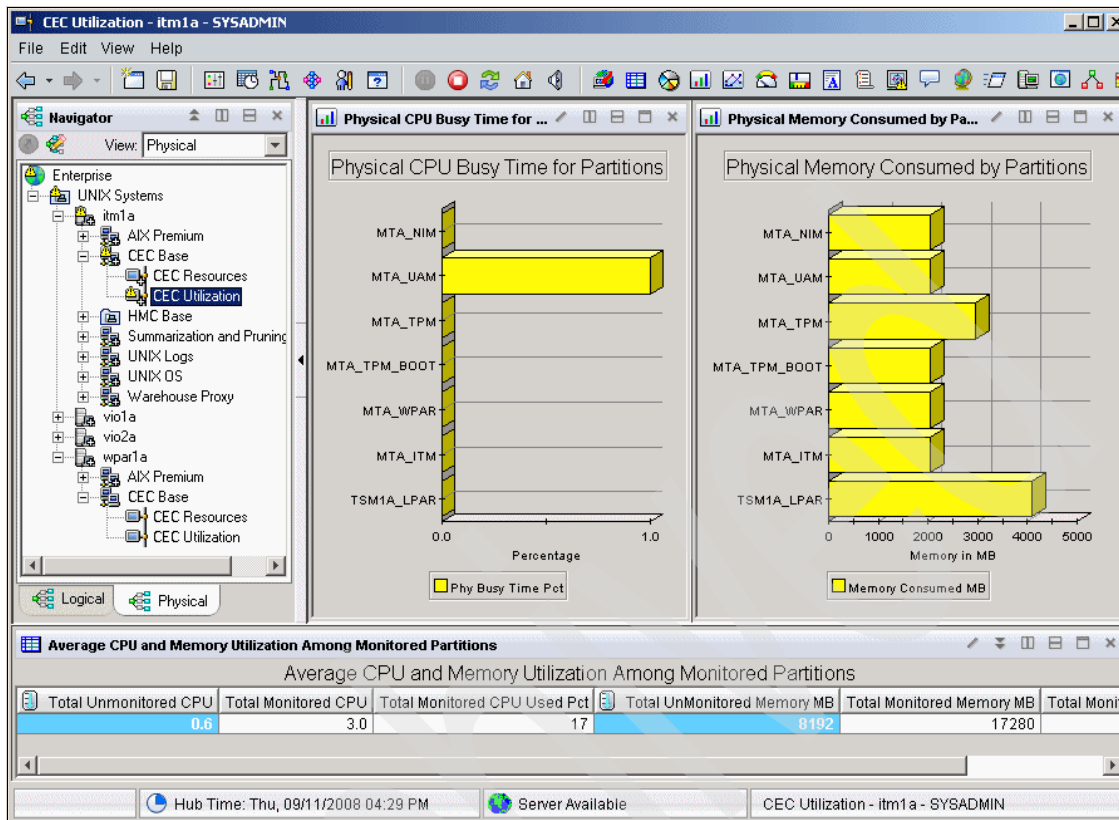 CEC Utilization - itm1a - SYSADMIN
File Edit View Help
Navigator
View: Physical
Enterprise
UNIX Systems
itm1a
AIX Premium
CEC Base
CEC Resources
CEC Utilization
HMC Base
Summarization and Pruning
UNIX Logs
UNIX OS
Warehouse Proxy
vio1a
vio2a
wpar1a
AIX Premium
CEC Base
CEC Resources
CEC Utilization
Logical Physical
Physical CPU Busy Time for ...
Physical CPU Busy Time for Partitions
MTA_NIM
MTA_UAM
MTA_TPM
MTA_TPM_BOOT
MTA_WPAR
MTA_ITM
TSM1A_LPAR
0.0 1.0
Percentage
Phy Busy Time Pct
Physical Memory Consumed by Pa...
Physical Memory Consumed by Partitions
MTA_NIM
MTA_UAM
MTA_TPM
MTA_TPM_BOOT
MTA_WPAR
MTA_ITM
TSM1A_LPAR
0 1000 2000 3000 4000 5000
Memory in MB
Memory Consumed MB
Average CPU and Memory Utilization Among Monitored Partitions
Average CPU and Memory Utilization Among Monitored Partitions
Total Unmonitored CPU Total Monitored CPU Total Monitored CPU Used Pct Total UnMonitored Memory MB Total Monitored Memory MB Total Moni
0.6 3.0 17 8192 17280
Hub Time: Thu, 09/11/2008 04:29 PM Server Available CEC Utilization - itm1a - SYSADMIN